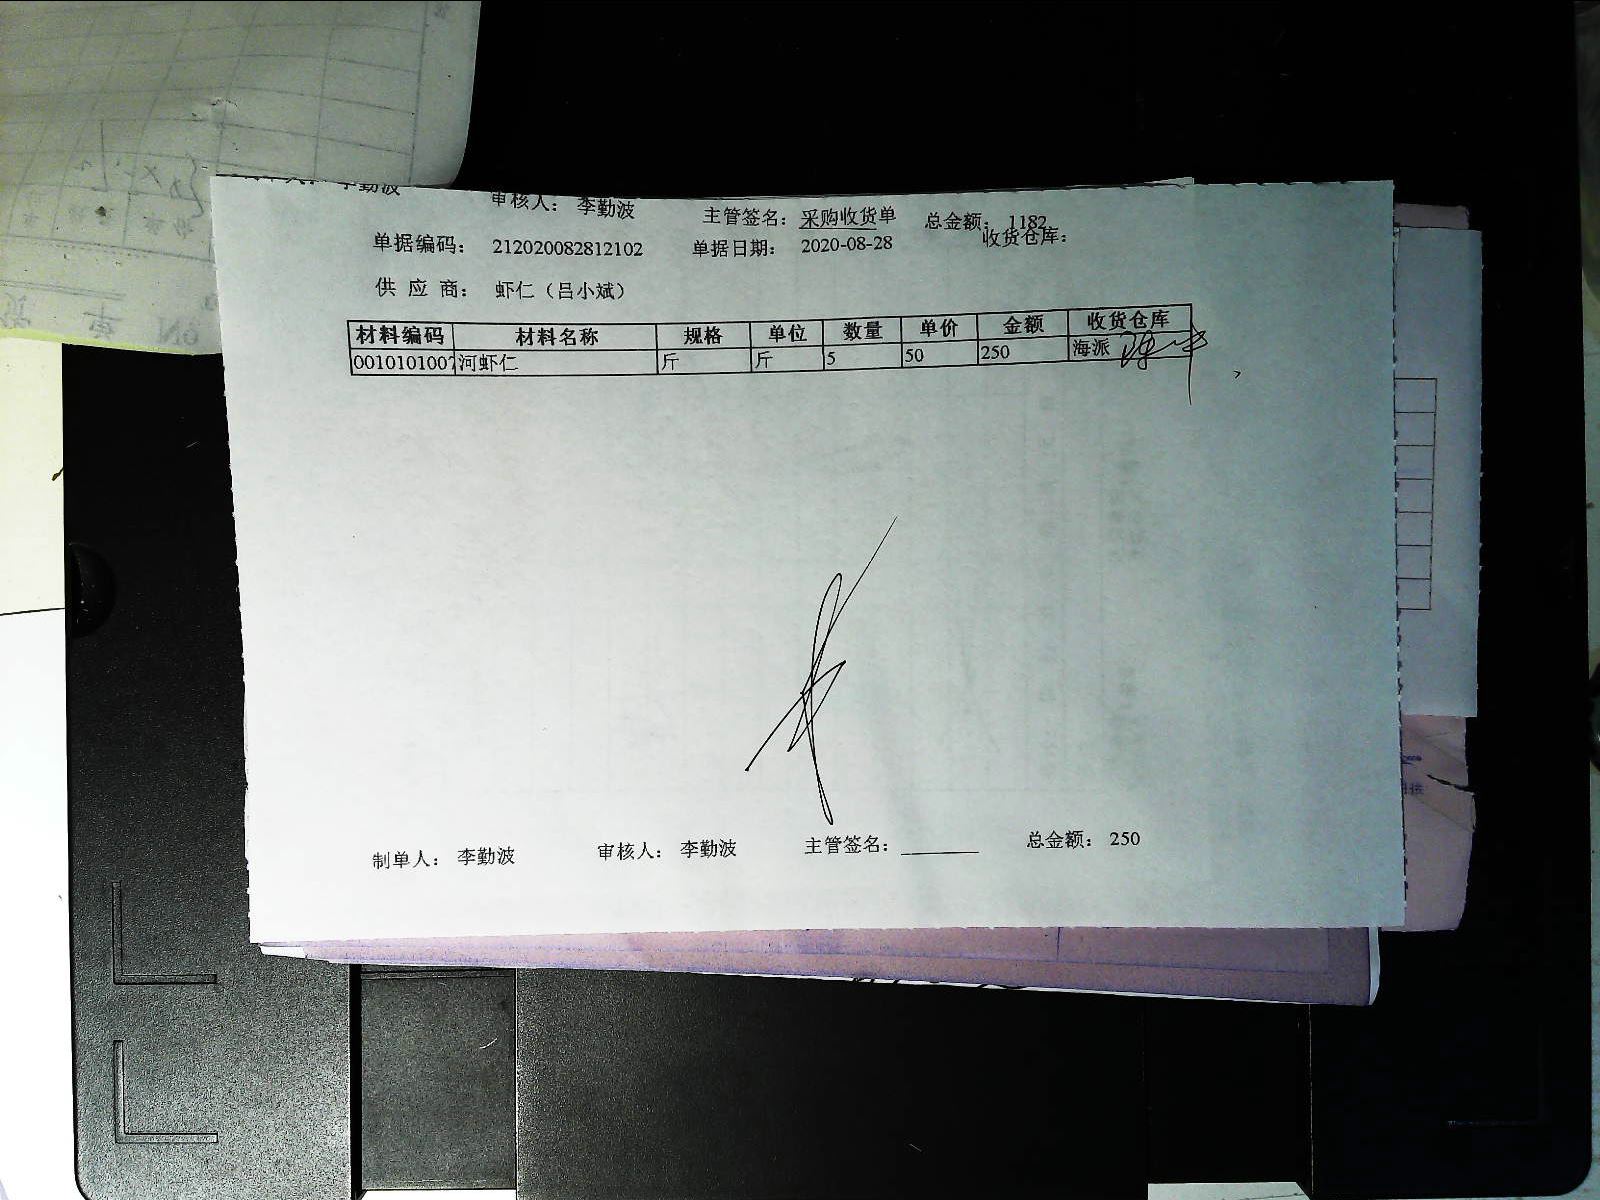 李勤波 审核人： 李勤波 主管签名： 采购收货单 总金额： 1182
单据编码： 212020082812102 单据日期： 2020-08-28 收货仓库：
供 应 商： 虾仁（吕小斌）
材料编码 材料名称 规格 单位 数量 单价 金额 收货仓库
0010101007 河虾仁 斤 斤 5 50 250 海派
制单人： 李勤波 审核人： 李勤波 主管签名： 总金额： 250